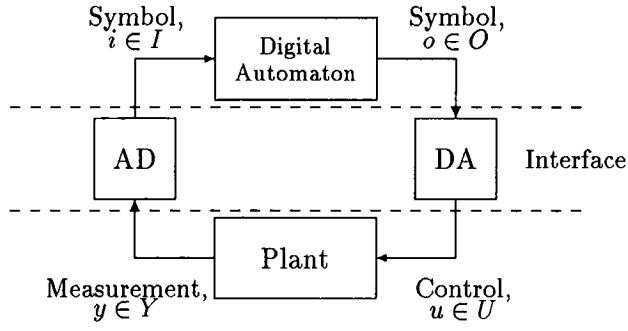 Symbol,
i ∈ I
Digital
Automaton
Symbol,
o ∈ O
AD
DA
Interface
Plant
Measurement,
y ∈ Y
Control,
u ∈ U